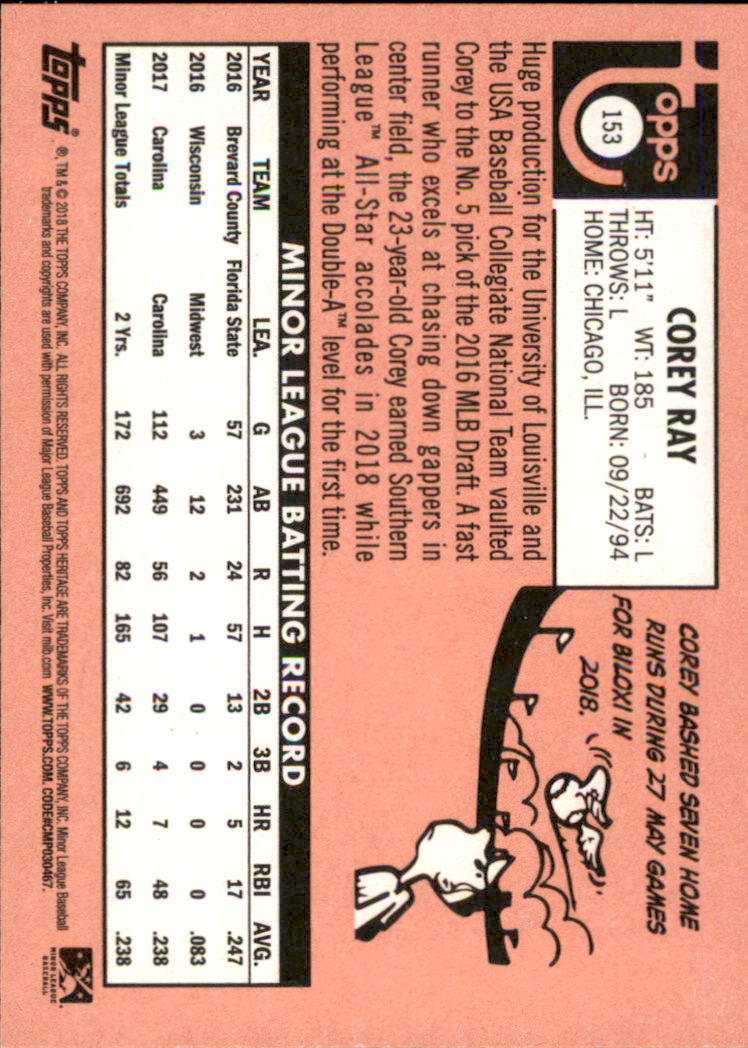 topps
153
COREY RAY
HT: 5'11" WT: 185 BATS: L
THROWS: L BORN: 09/22/94
HOME: CHICAGO, ILL.
Huge production for the University of Louisville and
the USA Baseball Collegiate National Team vaulted
Corey to the No. 5 pick of the 2016 MLB Draft. A fast
runner who excels at chasing down gappers in
center field, the 23-year-old Corey earned Southern
League™ All-Star accolades in 2018 while
performing at the Double-A™ level for the first time.
COREY BASHED SEVEN HOME
RUNS DURING 27 MAY GAMES
FOR BILOXI IN
2018.
MINOR LEAGUE BATTING RECORD
YEAR TEAM LEA. G AB R H 2B 3B HR RBI AVG.
2016 Brevard County Florida State 57 231 24 57 13 2 5 17 .247
2016 Wisconsin Midwest 3 12 2 1 0 0 0 0 .083
2017 Carolina Carolina 112 449 56 107 29 4 7 48 .238
Minor League Totals 2 Yrs. 172 692 82 165 42 6 12 65 .238
topps®
®, TM & © 2018 THE TOPPS COMPANY, INC. ALL RIGHTS RESERVED. TOPPS AND TOPPS HERITAGE ARE TRADEMARKS OF THE TOPPS COMPANY, INC. Minor League Baseball
trademarks and copyrights are used with permission of Major League Baseball Properties, Inc. Visit milb.com WWW.TOPPS.COM. CODE#CMP030467.
MINOR LEAGUE
BASEBALL